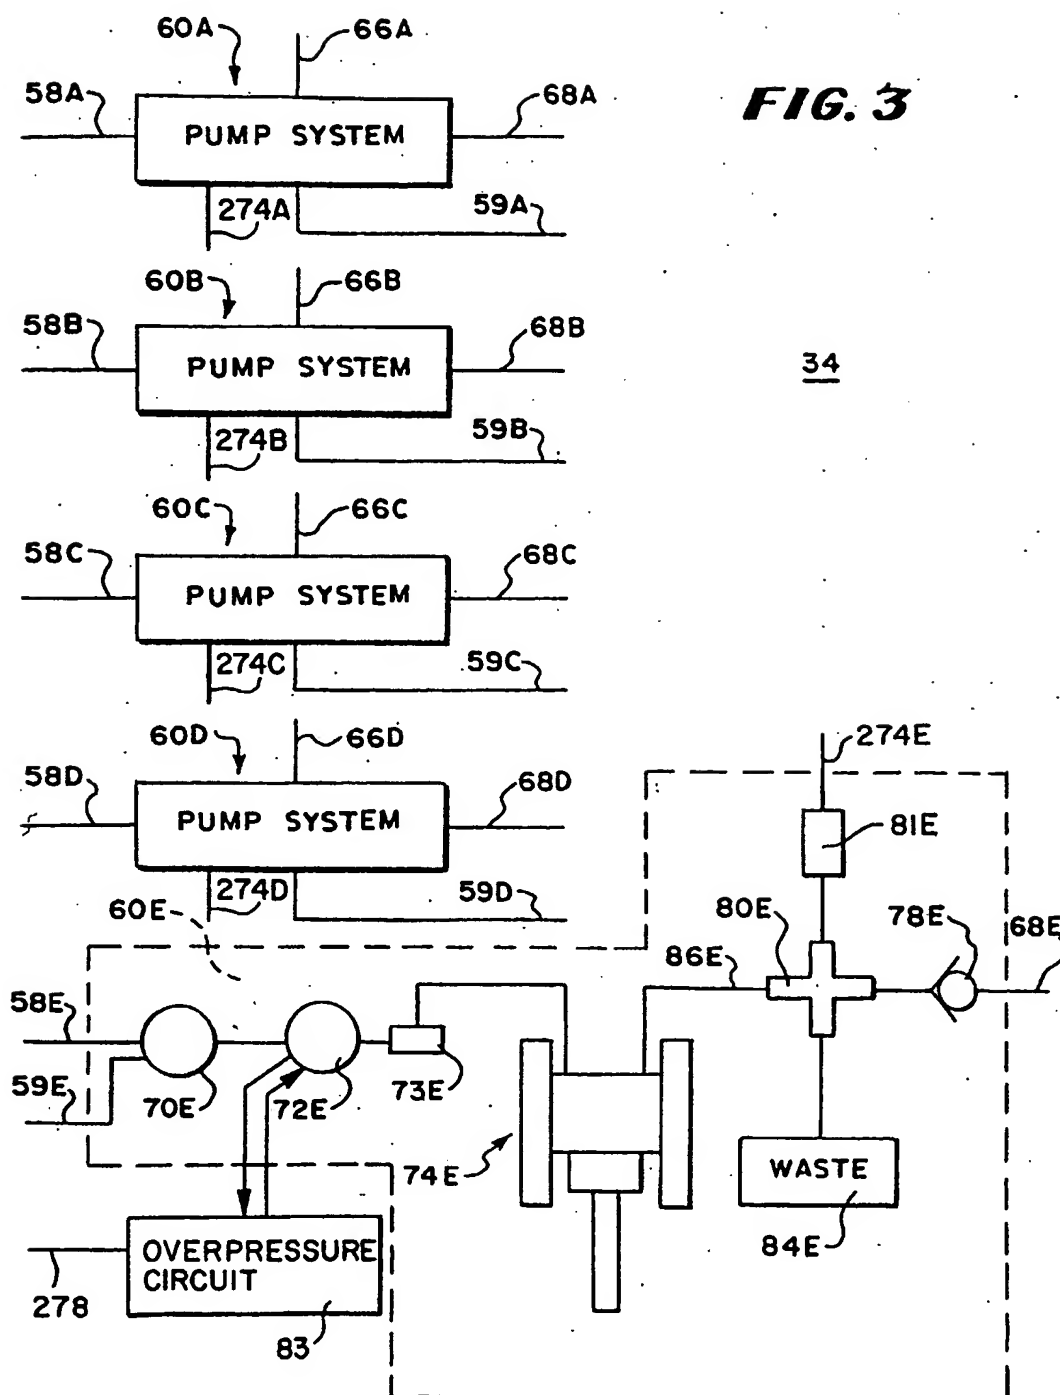 60A 66A
FIG. 3
58A 68A
PUMP SYSTEM
274A 59A
60B 66B
58B 68B
PUMP SYSTEM
34
274B 59B
60C 66C
58C 68C
PUMP SYSTEM
274C 59C
60D 66D
274E
58D 68D
PUMP SYSTEM
81E
274D 59D
60E
80E 78E 68E
86E
58E
59E
70E 72E 73E
74E
WASTE
84E
OVERPRESSURE
CIRCUIT
278
83